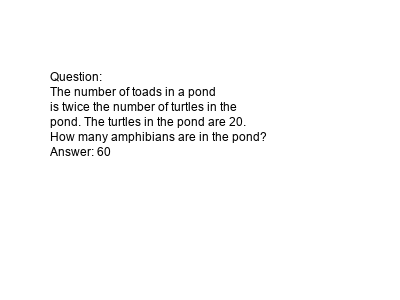 Question:
The number of toads in a pond
is twice the number of turtles in the
pond. The turtles in the pond are 20.
How many amphibians are in the pond?
Answer: 60